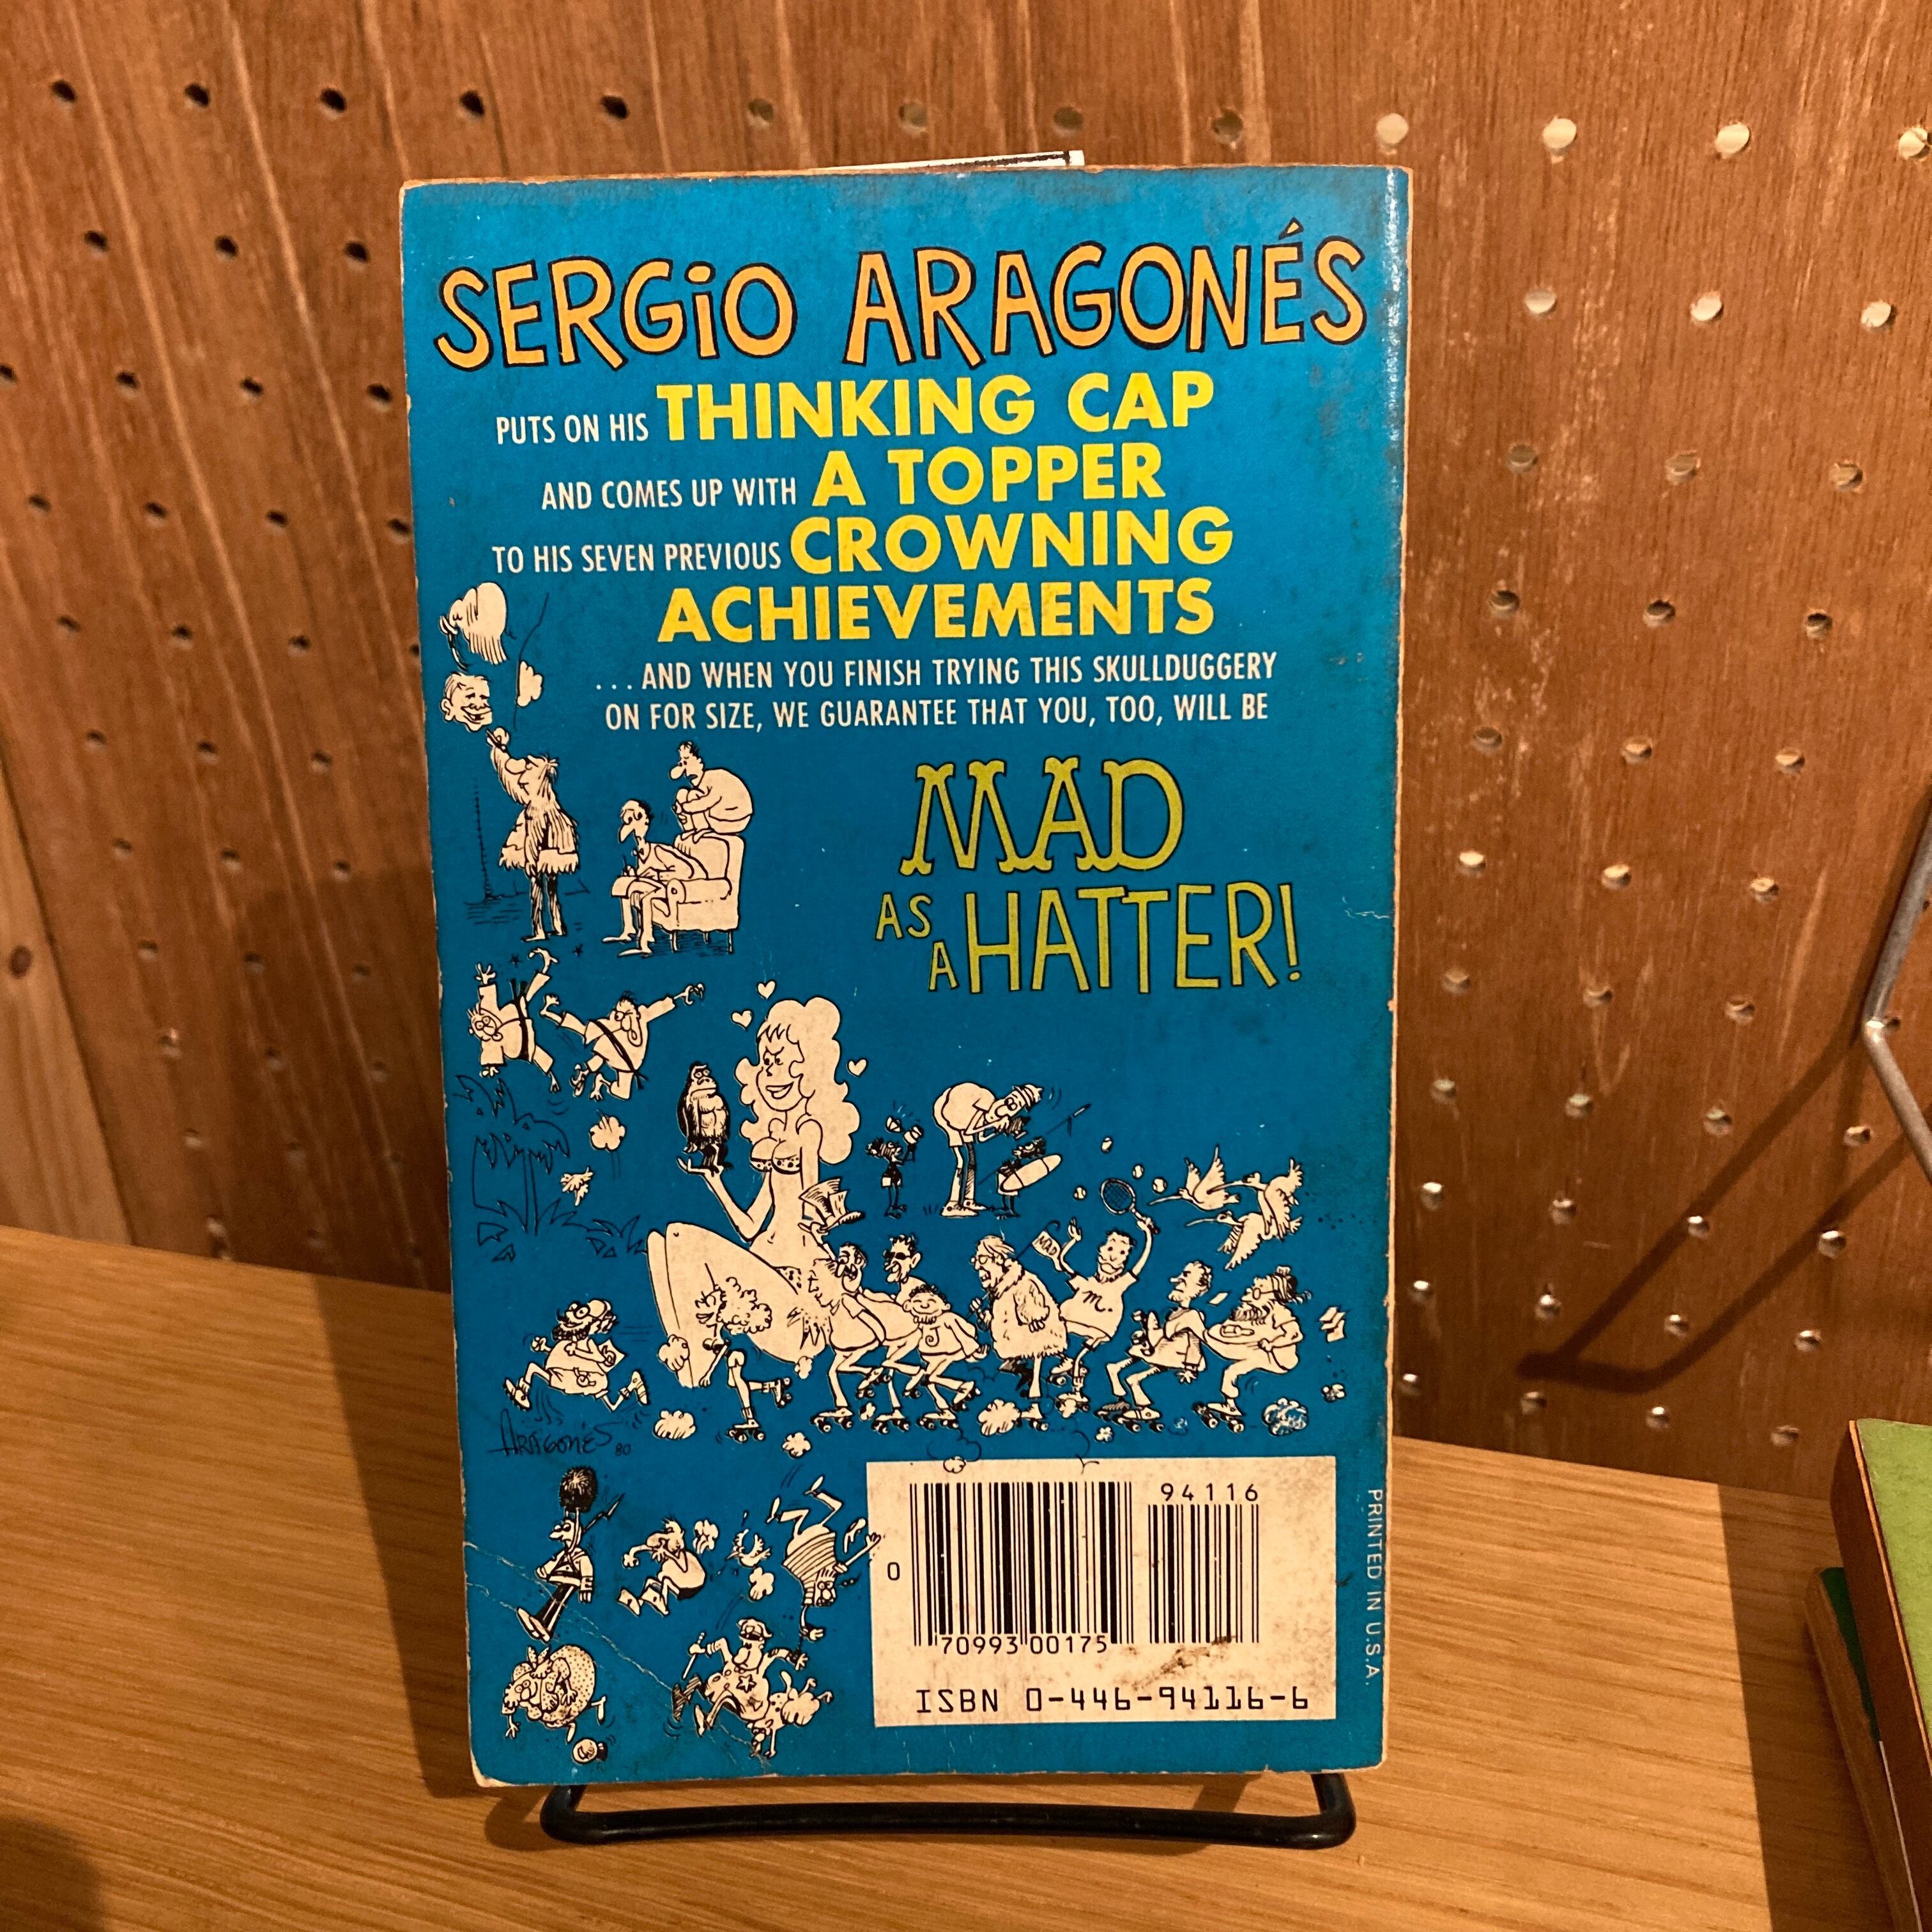 SERGIO ARAGONÉS
PUTS ON HIS THINKING CAP
AND COMES UP WITH A TOPPER
TO HIS SEVEN PREVIOUS CROWNING
ACHIEVEMENTS
...AND WHEN YOU FINISH TRYING THIS SKULLDUGGERY
ON FOR SIZE, WE GUARANTEE THAT YOU, TOO, WILL BE
MAD
AS
A HATTER!
MAD
m.
ARAGONÉS 80
94116
0
70993 00175
ISBN 0-446-94116-6
PRINTED IN U.S.A.